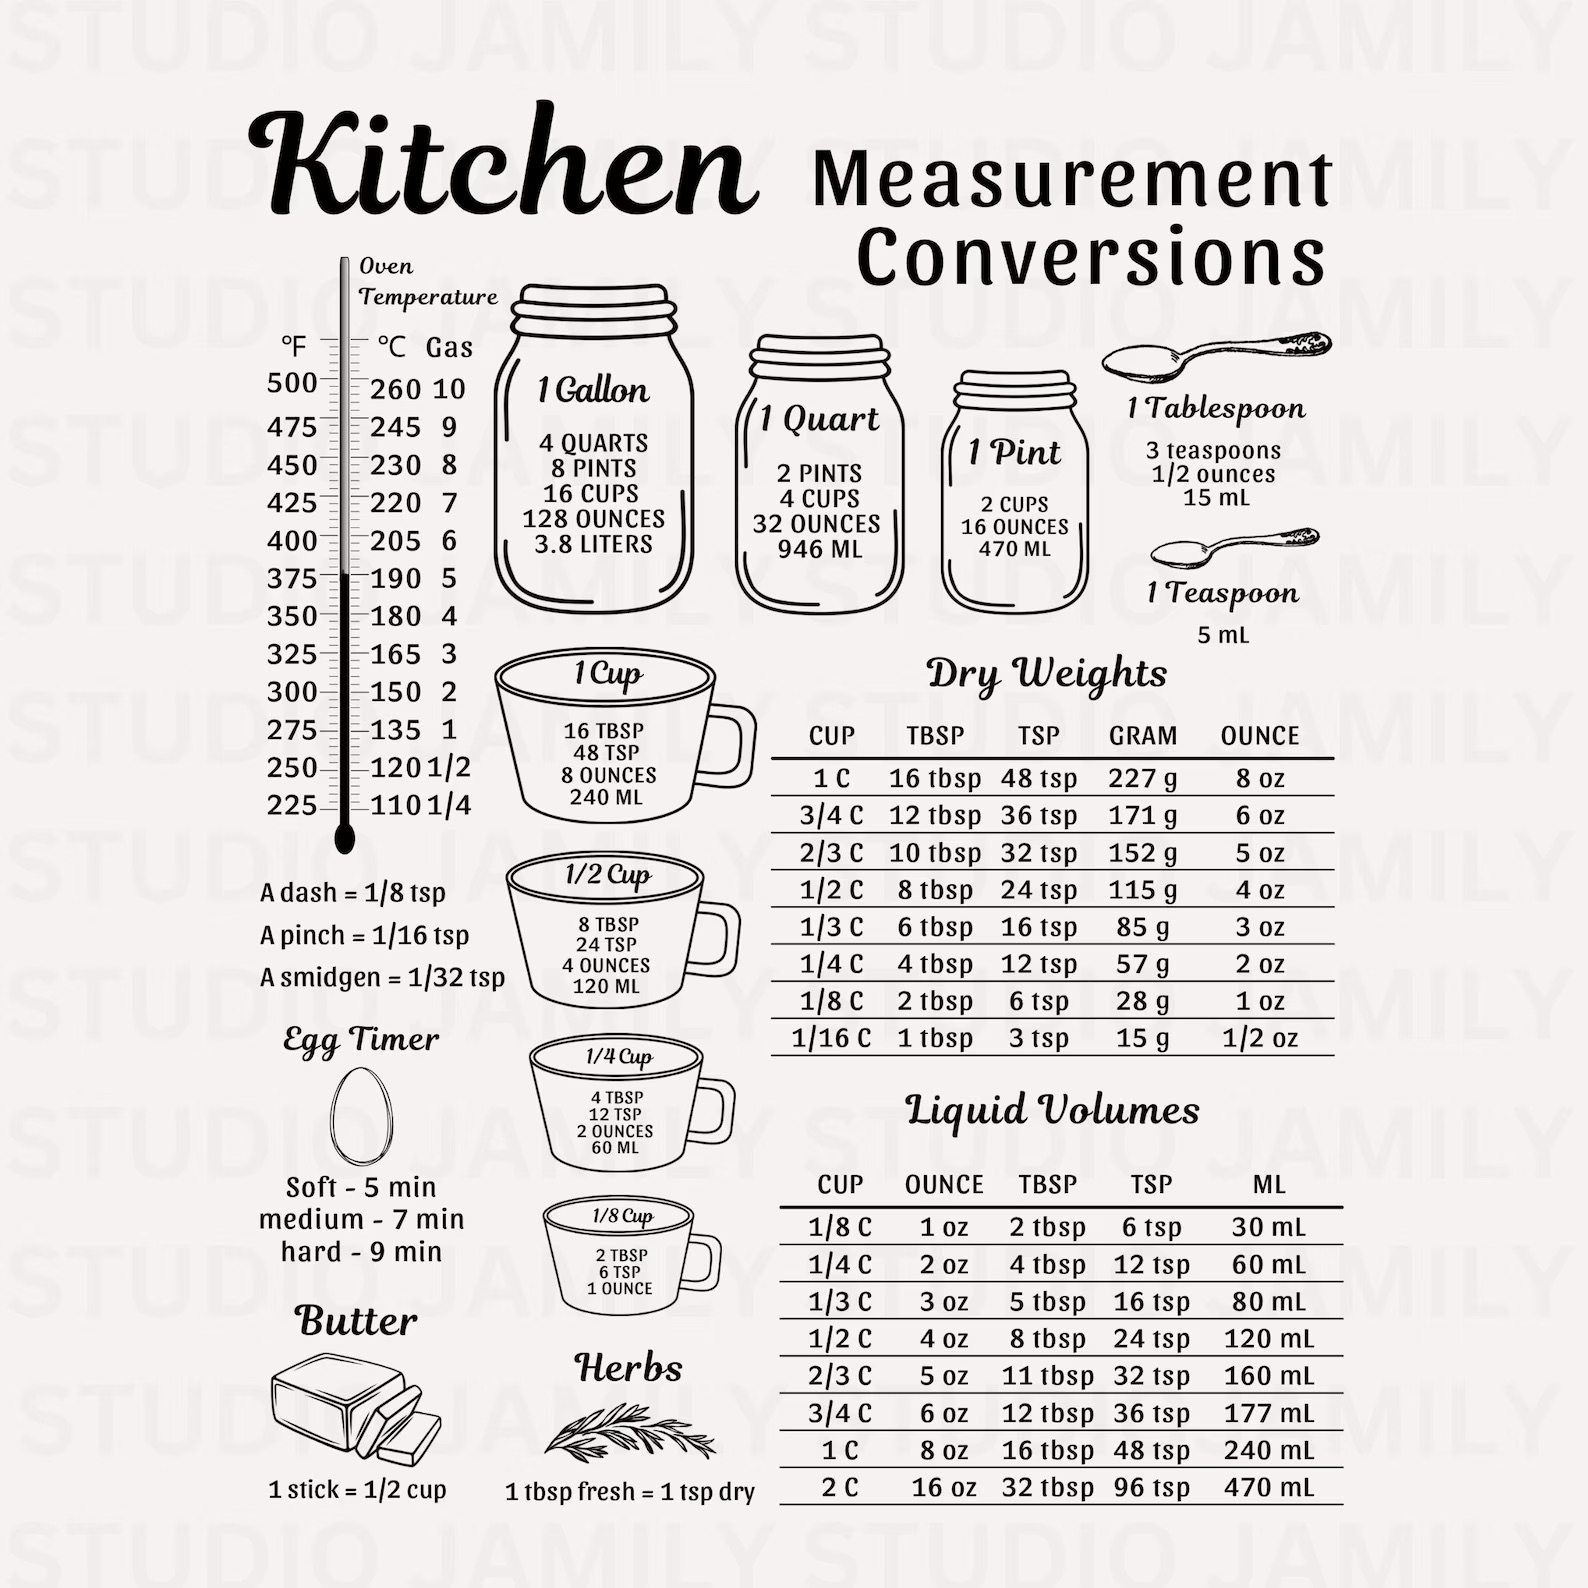 Kitchen
Measurement
Conversions
Oven
Temperature
°F °C Gas
500 260 10
475 245 9
450 230 8
425 220 7
400 205 6
375 190 5
350 180 4
325 165 3
300 150 2
275 135 1
250 120 1/2
225 110 1/4
1 Gallon
4 QUARTS
8 PINTS
16 CUPS
128 OUNCES
3.8 LITERS
1 Quart
2 PINTS
4 CUPS
32 OUNCES
946 ML
1 Pint
2 CUPS
16 OUNCES
470 ML
1 Tablespoon
3 teaspoons
1/2 ounces
15 mL
1 Teaspoon
5 mL
1 Cup
16 TBSP
48 TSP
8 OUNCES
240 ML
1/2 Cup
8 TBSP
24 TSP
4 OUNCES
120 ML
1/4 Cup
4 TBSP
12 TSP
2 OUNCES
60 ML
1/8 Cup
2 TBSP
6 TSP
1 OUNCE
A dash = 1/8 tsp
A pinch = 1/16 tsp
A smidgen = 1/32 tsp
Egg Timer
Soft - 5 min
medium - 7 min
hard - 9 min
Butter
1 stick = 1/2 cup
Herbs
1 tbsp fresh = 1 tsp dry
Dry Weights
CUP TBSP TSP GRAM OUNCE
1 C 16 tbsp 48 tsp 227 g 8 oz
3/4 C 12 tbsp 36 tsp 171 g 6 oz
2/3 C 10 tbsp 32 tsp 152 g 5 oz
1/2 C 8 tbsp 24 tsp 115 g 4 oz
1/3 C 6 tbsp 16 tsp 85 g 3 oz
1/4 C 4 tbsp 12 tsp 57 g 2 oz
1/8 C 2 tbsp 6 tsp 28 g 1 oz
1/16 C 1 tbsp 3 tsp 15 g 1/2 oz
Liquid Volumes
CUP OUNCE TBSP TSP ML
1/8 C 1 oz 2 tbsp 6 tsp 30 mL
1/4 C 2 oz 4 tbsp 12 tsp 60 mL
1/3 C 3 oz 5 tbsp 16 tsp 80 mL
1/2 C 4 oz 8 tbsp 24 tsp 120 mL
2/3 C 5 oz 11 tbsp 32 tsp 160 mL
3/4 C 6 oz 12 tbsp 36 tsp 177 mL
1 C 8 oz 16 tbsp 48 tsp 240 mL
2 C 16 oz 32 tbsp 96 tsp 470 mL
STUDIO JAMILY